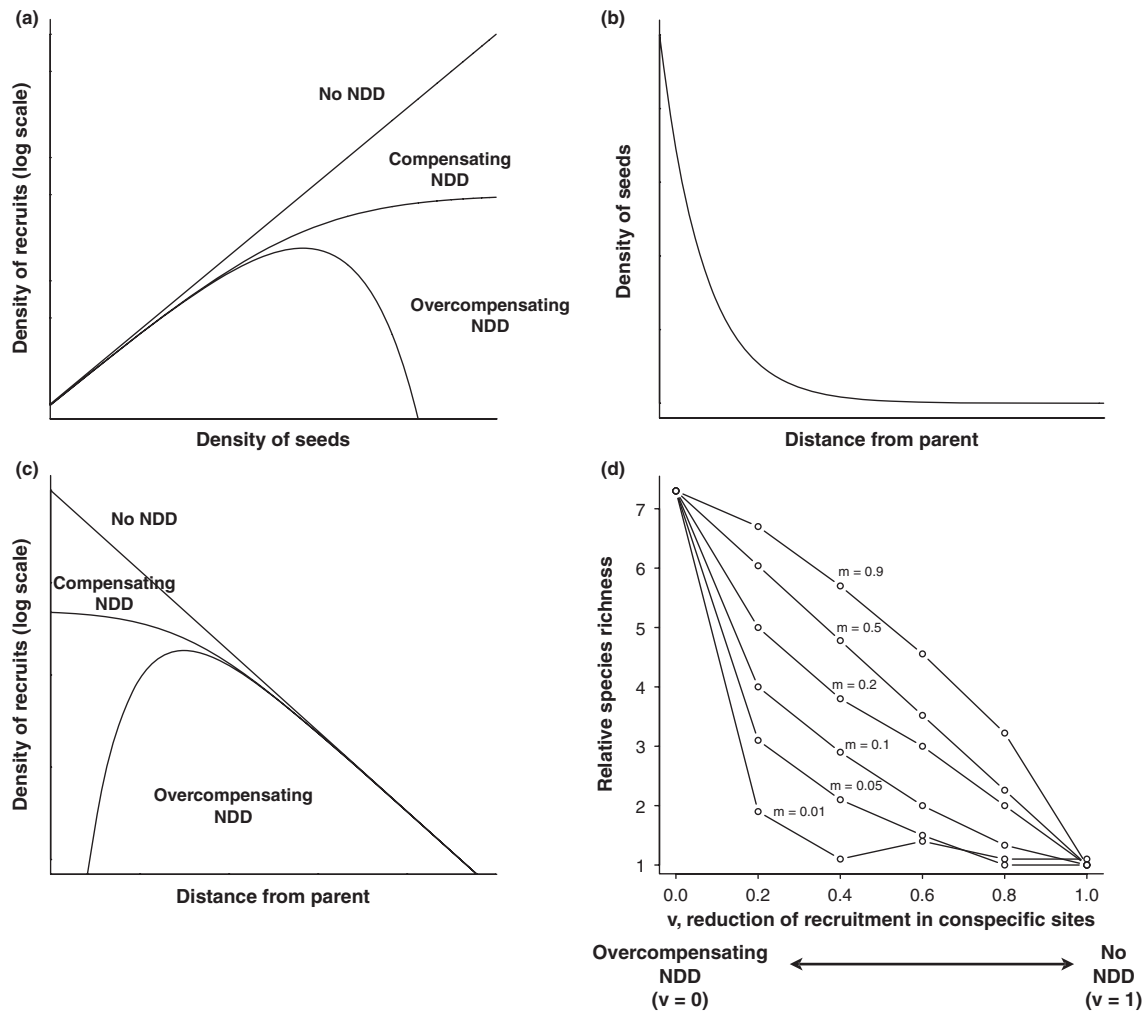 (a)
Density of recruits (log scale)
No NDD
Compensating
NDD
Overcompensating
NDD
Density of seeds
(b)
Density of seeds
Distance from parent
(c)
Density of recruits (log scale)
No NDD
Compensating
NDD
Overcompensating
NDD
Distance from parent
(d)
Relative species richness
7
6
5
4
3
2
1
m = 0.9
m = 0.5
m = 0.2
m = 0.1
m = 0.05
m = 0.01
0.0 0.2 0.4 0.6 0.8 1.0
v, reduction of recruitment in conspecific sites
Overcompensating
NDD
(v = 0)
No
NDD
(v = 1)